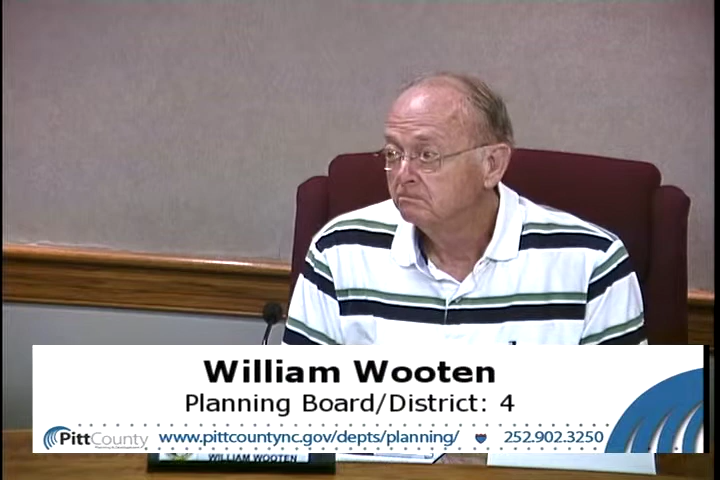 William Wooten
Planning Board/District: 4
PittCounty www.pittcountync.gov/depts/planning/ 252.902.3250
WILLIAM WOOTEN